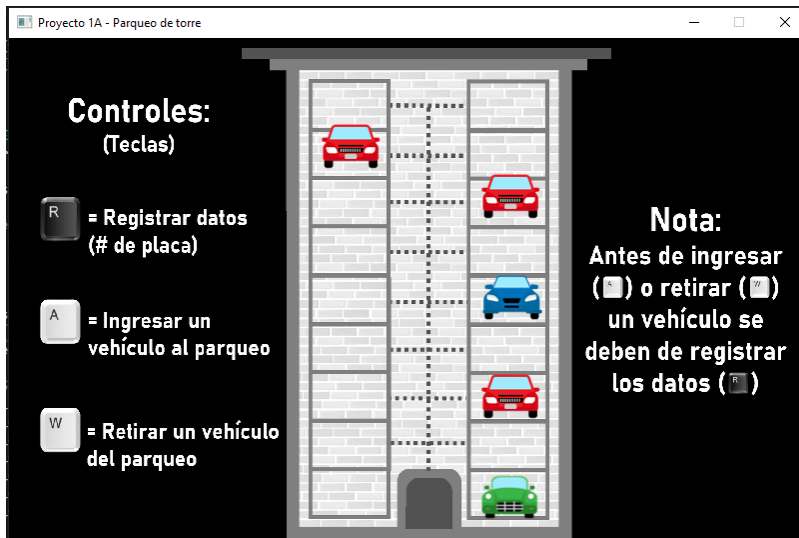 Proyecto 1A - Parqueo de torre
Controles:
(Teclas)
R
= Registrar datos
(# de placa)
A
= Ingresar un
vehículo al parqueo
W
= Retirar un vehículo
del parqueo
Nota:
Antes de ingresar
(A) o retirar (W)
un vehículo se
deben de registrar
los datos (R)